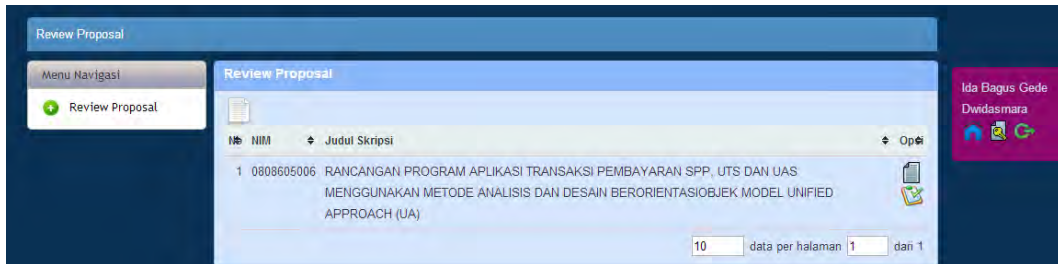 Review Proposal
Menu Navigasi
Review Proposal
Review Proposal
No NIM Judul Skripsi Opsi
1 0808605006 RANCANGAN PROGRAM APLIKASI TRANSAKSI PEMBAYARAN SPP, UTS DAN UAS
MENGGUNAKAN METODE ANALISIS DAN DESAIN BERORIENTASIOBJEK MODEL UNIFIED
APPROACH (UA)
10 data per halaman 1 dari 1
Ida Bagus Gede
Dwidasmara